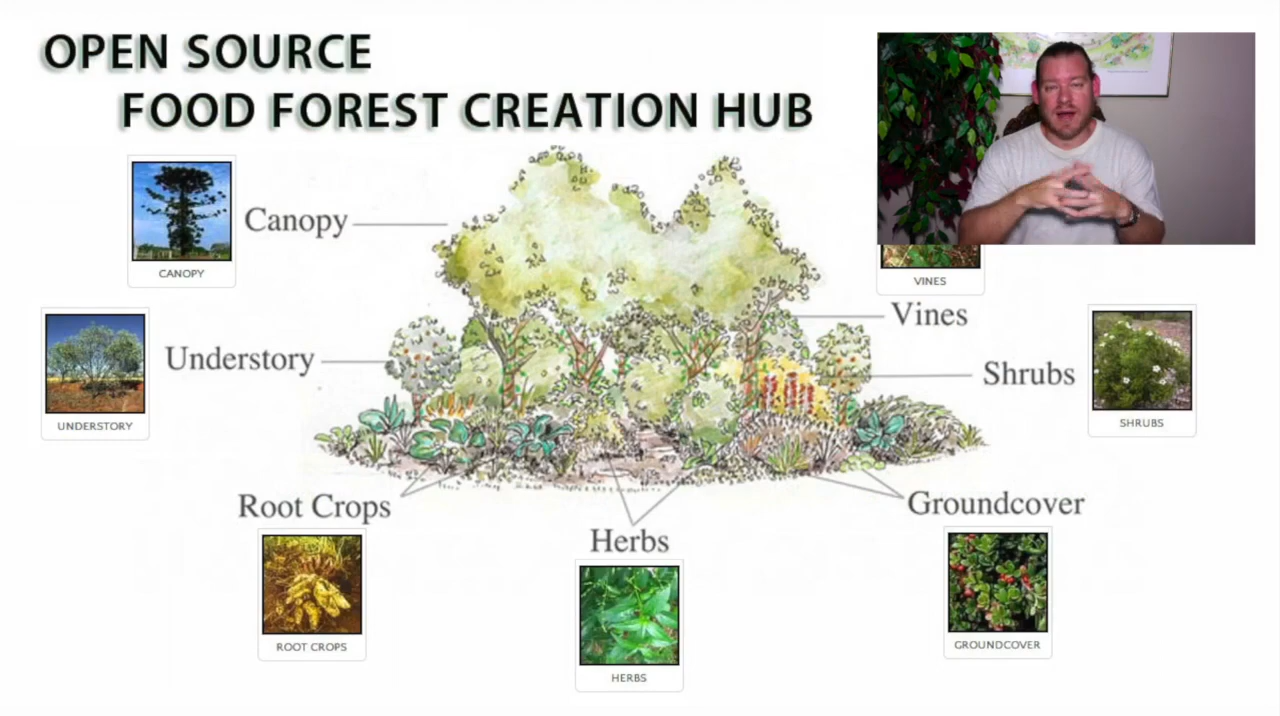 OPEN SOURCE
FOOD FOREST CREATION HUB
Canopy
CANOPY
VINES
Vines
Understory
UNDERSTORY
Shrubs
SHRUBS
Root Crops
ROOT CROPS
Herbs
HERBS
Groundcover
GROUNDCOVER